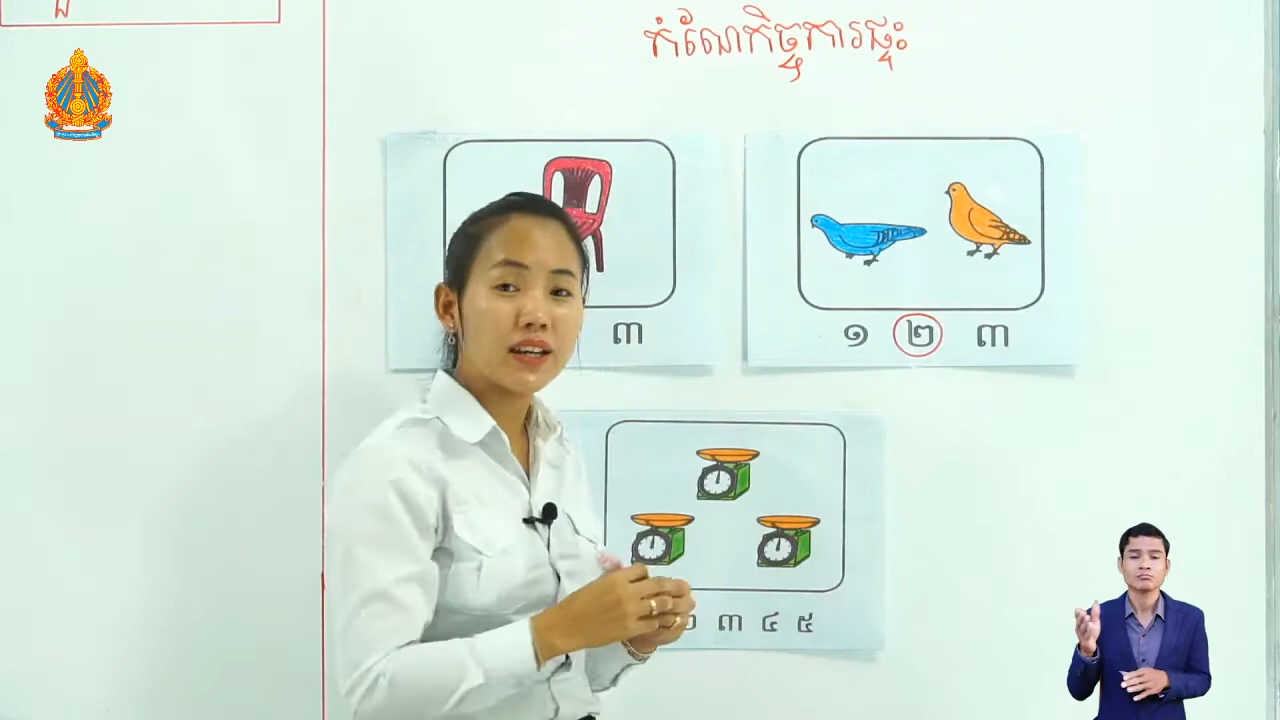 កំណែកិច្ចការផ្ទះ
៣
១ ២ ៣
៣ ៤ ៥